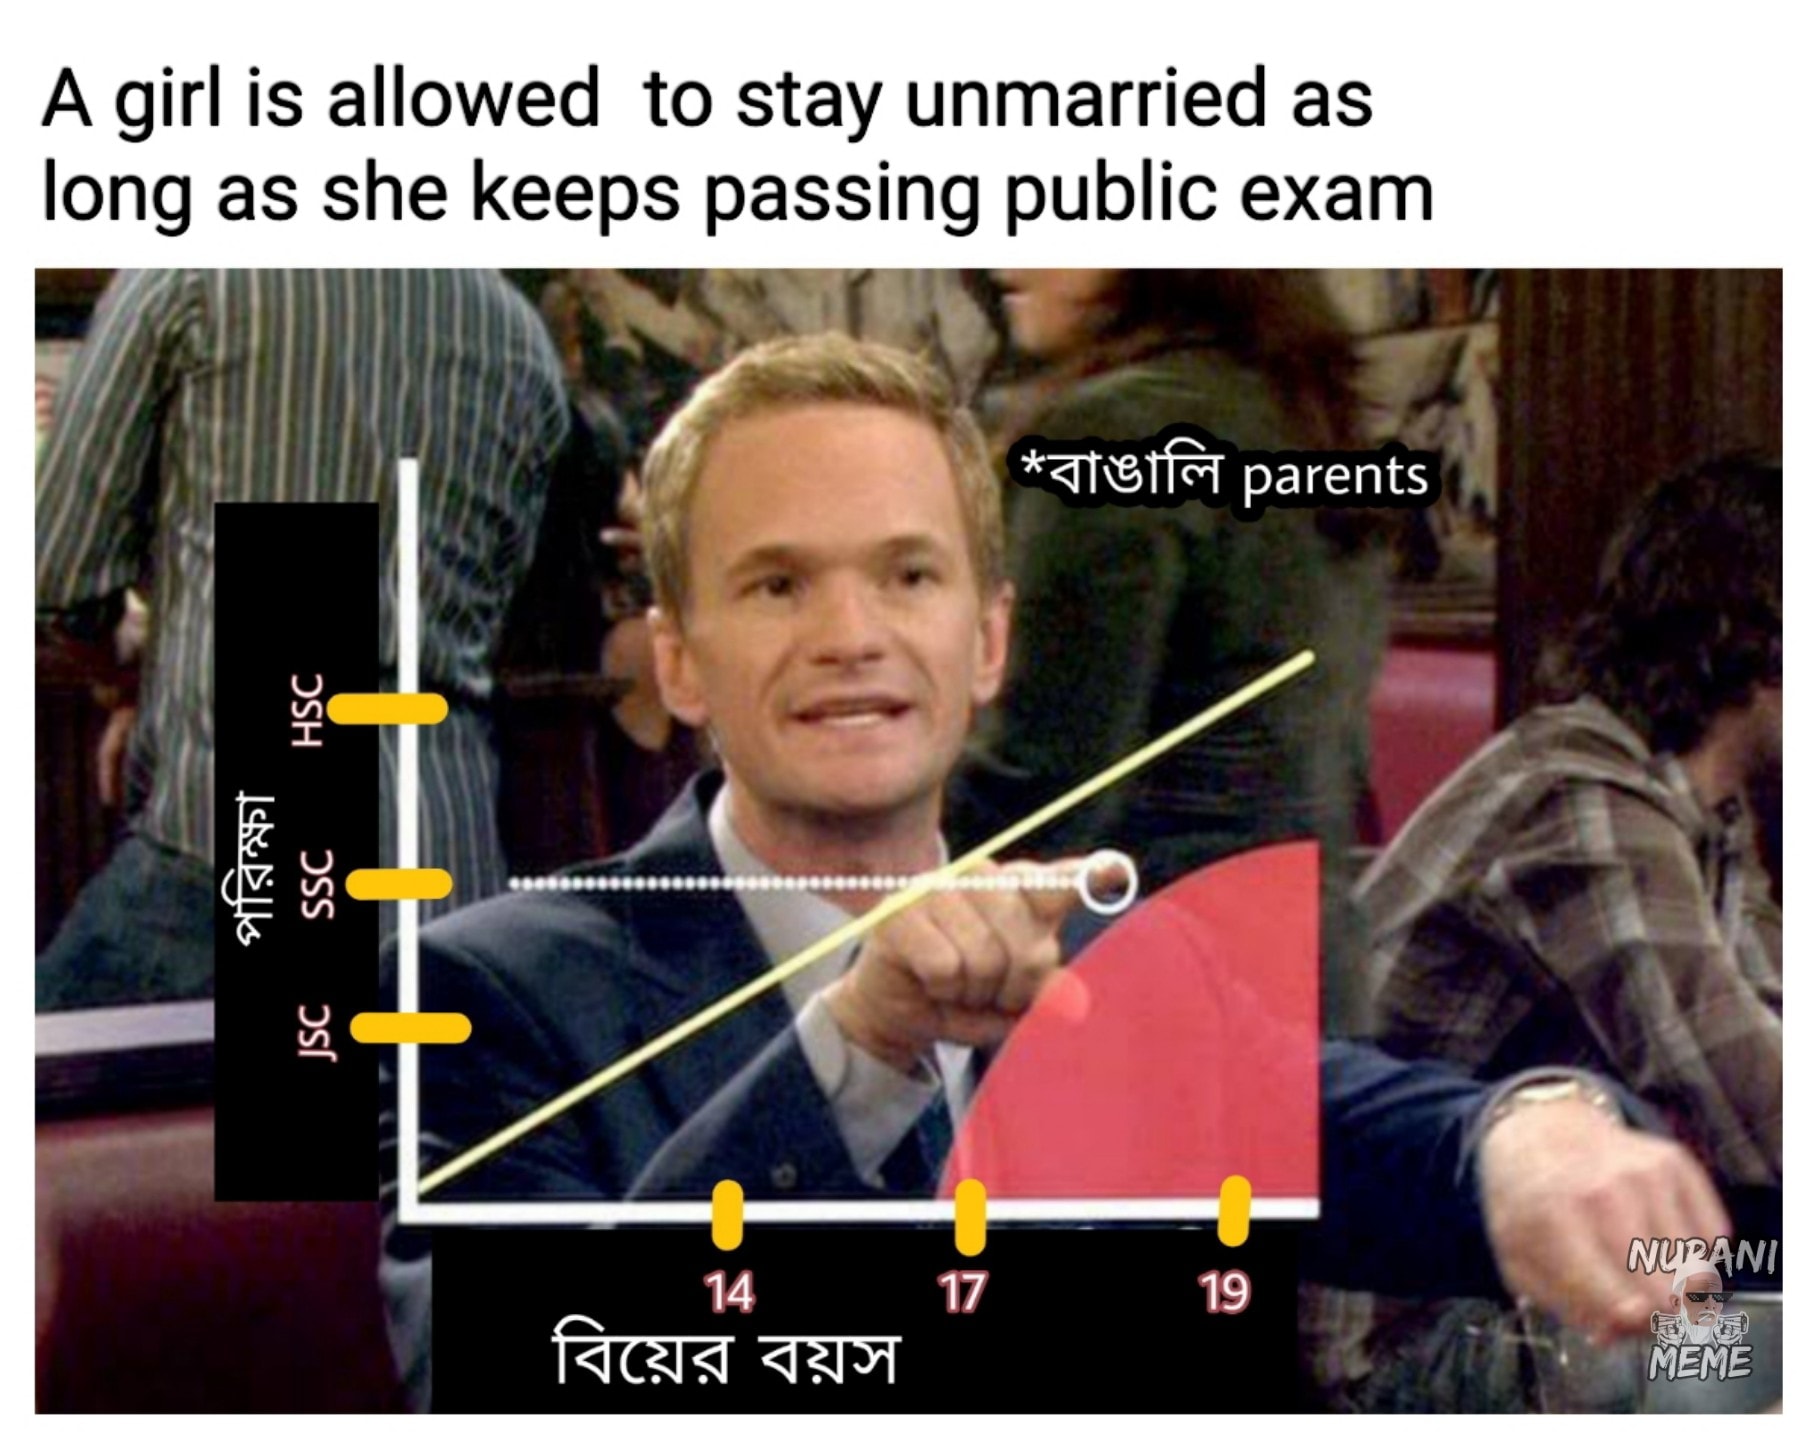 A girl is allowed to stay unmarried as
long as she keeps passing public exam
*বাঙালি parents
HSC
পরিক্ষা
SSC
JSC
14 17 19
বিয়ের বয়স
NURANI
MEME